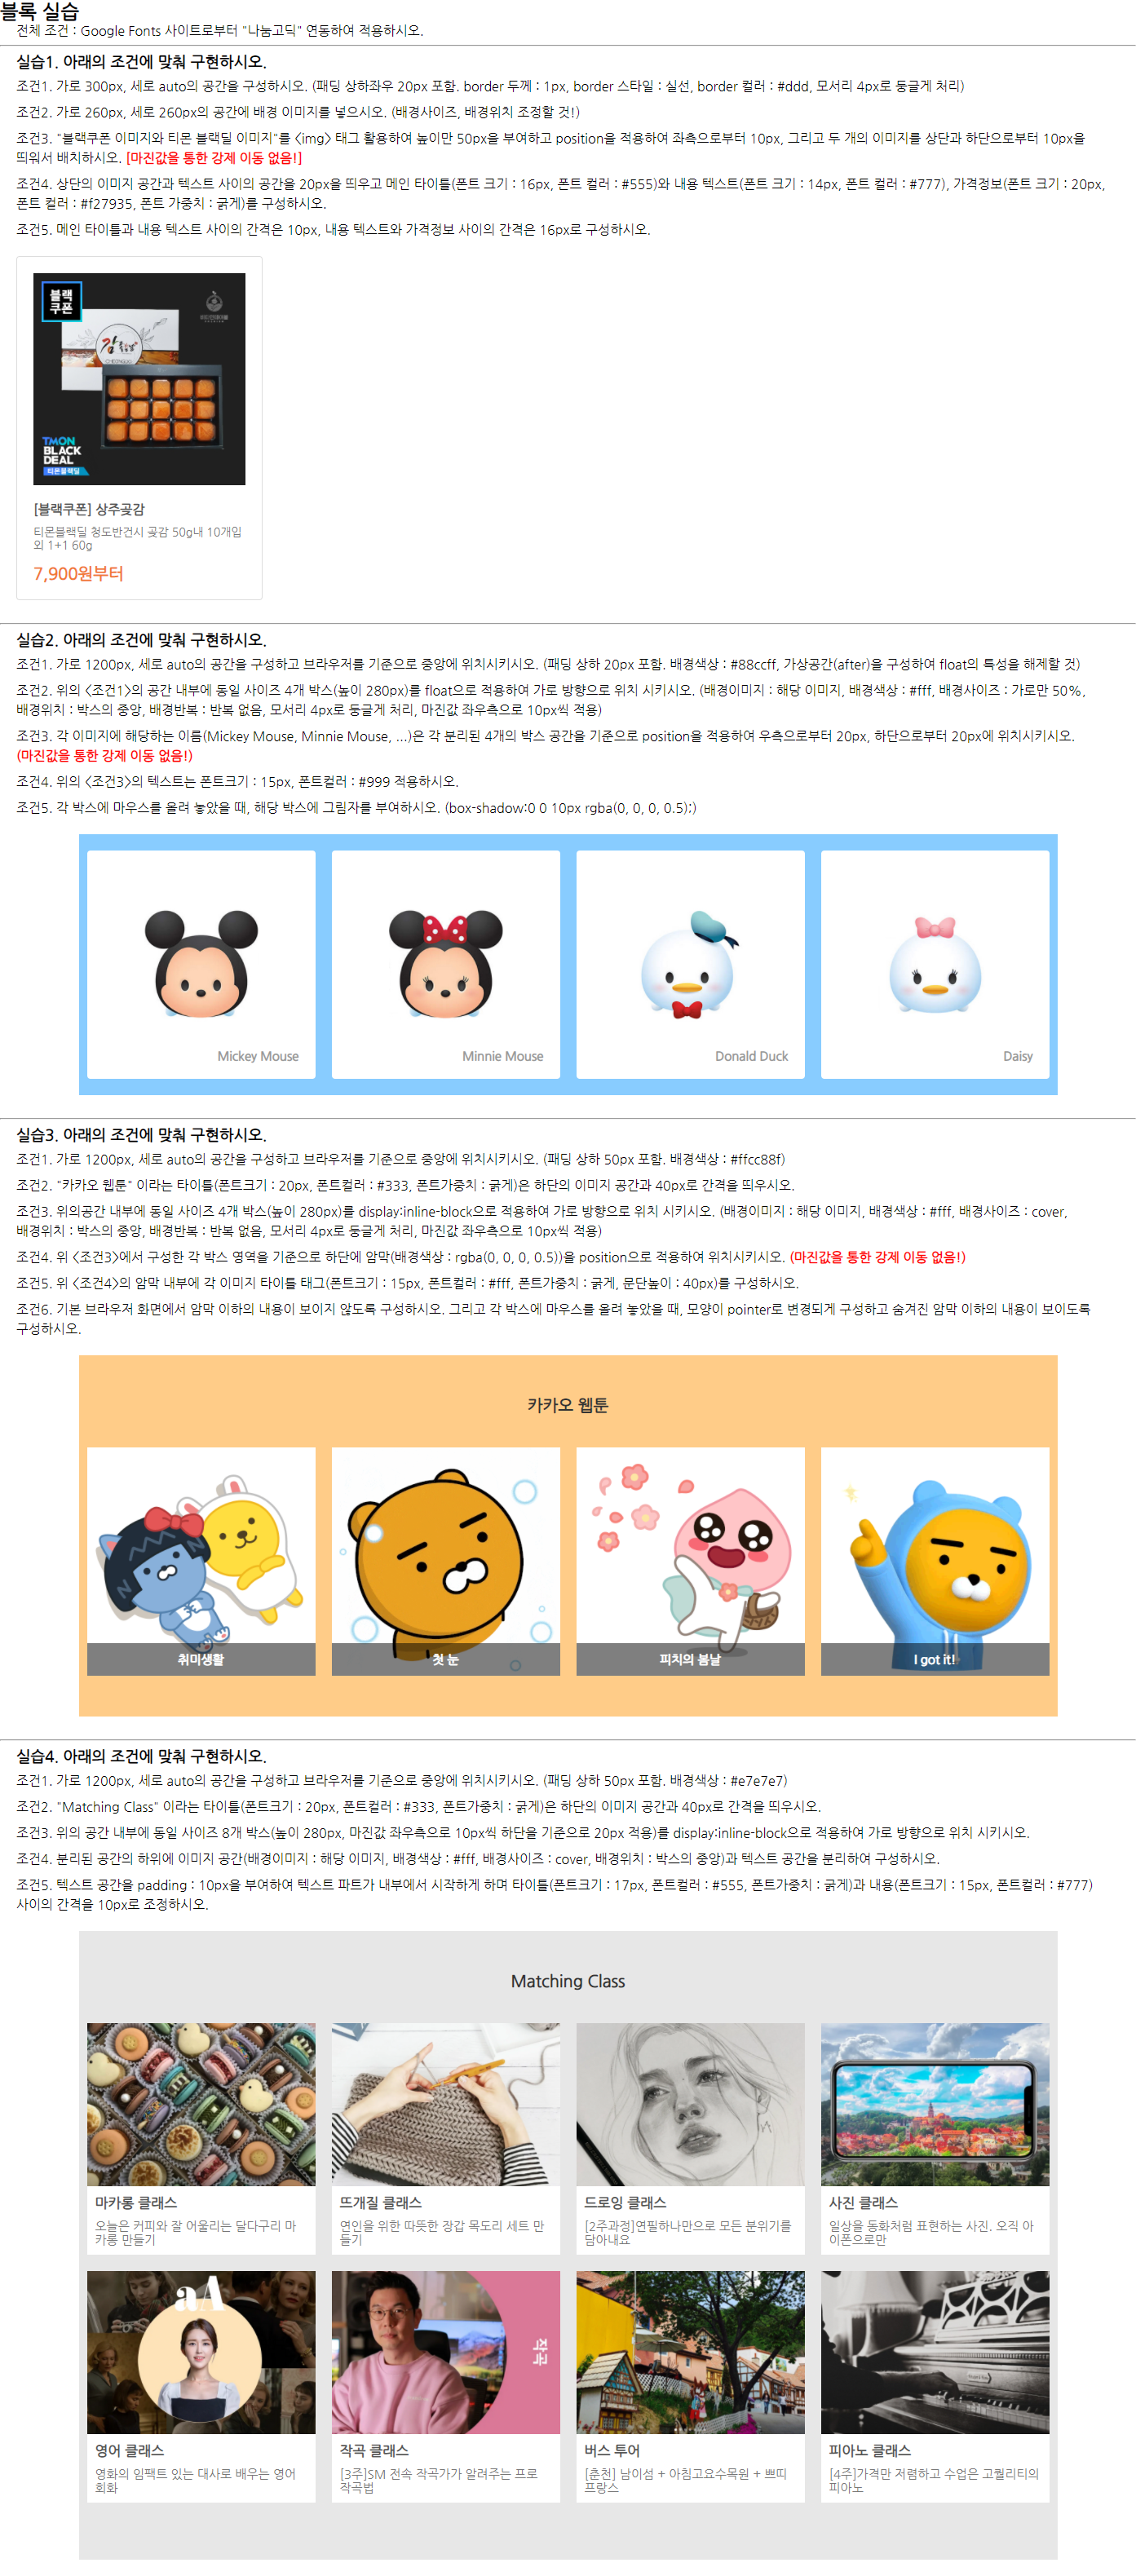 블록 실습
전체 조건 : Google Fonts 사이트로부터 "나눔고딕" 연동하여 적용하시오.
실습1. 아래의 조건에 맞춰 구현하시오.
조건1. 가로 300px, 세로 auto의 공간을 구성하시오. (패딩 상하좌우 20px 포함. border 두께 : 1px, border 스타일 : 실선, border 컬러 : #ddd, 모서리 4px로 둥글게 처리)
조건2. 가로 260px, 세로 260px의 공간에 배경 이미지를 넣으시오. (배경사이즈, 배경위치 조정할 것!)
조건3. "블랙쿠폰 이미지와 티몬 블랙딜 이미지"를 <img> 태그 활용하여 높이만 50px을 부여하고 position을 적용하여 좌측으로부터 10px, 그리고 두 개의 이미지를 상단과 하단으로부터 10px을
띄워서 배치하시오. [마진값을 통한 강제 이동 없음!]
조건4. 상단의 이미지 공간과 텍스트 사이의 공간을 20px을 띄우고 메인 타이틀(폰트 크기 : 16px, 폰트 컬러 : #555)와 내용 텍스트(폰트 크기 : 14px, 폰트 컬러 : #777), 가격정보(폰트 크기 : 20px,
폰트 컬러 : #f27935, 폰트 가중치 : 굵게)를 구성하시오.
조건5. 메인 타이틀과 내용 텍스트 사이의 간격은 10px, 내용 텍스트와 가격정보 사이의 간격은 16px로 구성하시오.
블랙
쿠폰
감
TMON
BLACK
DEAL
티몬블랙딜
[블랙쿠폰] 상주곶감
티몬블랙딜 청도반건시 곶감 50g내 10개입
외 1+1 60g
7,900원부터
실습2. 아래의 조건에 맞춰 구현하시오.
조건1. 가로 1200px, 세로 auto의 공간을 구성하고 브라우저를 기준으로 중앙에 위치시키시오. (패딩 상하 20px 포함. 배경색상 : #88ccff, 가상공간(after)을 구성하여 float의 특성을 해제할 것)
조건2. 위의 <조건1>의 공간 내부에 동일 사이즈 4개 박스(높이 280px)를 float으로 적용하여 가로 방향으로 위치 시키시오. (배경이미지 : 해당 이미지, 배경색상 : #fff, 배경사이즈 : 가로만 50%,
배경위치 : 박스의 중앙, 배경반복 : 반복 없음, 모서리 4px로 둥글게 처리, 마진값 좌우측으로 10px씩 적용)
조건3. 각 이미지에 해당하는 이름(Mickey Mouse, Minnie Mouse, ...)은 각 분리된 4개의 박스 공간을 기준으로 position을 적용하여 우측으로부터 20px, 하단으로부터 20px에 위치시키시오.
(마진값을 통한 강제 이동 없음!)
조건4. 위의 <조건3>의 텍스트는 폰트크기 : 15px, 폰트컬러 : #999 적용하시오.
조건5. 각 박스에 마우스를 올려 놓았을 때, 해당 박스에 그림자를 부여하시오. (box-shadow:0 0 10px rgba(0, 0, 0, 0.5);)
Mickey Mouse
Minnie Mouse
Donald Duck
Daisy
실습3. 아래의 조건에 맞춰 구현하시오.
조건1. 가로 1200px, 세로 auto의 공간을 구성하고 브라우저를 기준으로 중앙에 위치시키시오. (패딩 상하 50px 포함. 배경색상 : #ffcc88f)
조건2. "카카오 웹툰" 이라는 타이틀(폰트크기 : 20px, 폰트컬러 : #333, 폰트가중치 : 굵게)은 하단의 이미지 공간과 40px로 간격을 띄우시오.
조건3. 위의공간 내부에 동일 사이즈 4개 박스(높이 280px)를 display:inline-block으로 적용하여 가로 방향으로 위치 시키시오. (배경이미지 : 해당 이미지, 배경색상 : #fff, 배경사이즈 : cover,
배경위치 : 박스의 중앙, 배경반복 : 반복 없음, 모서리 4px로 둥글게 처리, 마진값 좌우측으로 10px씩 적용)
조건4. 위 <조건3>에서 구성한 각 박스 영역을 기준으로 하단에 암막(배경색상 : rgba(0, 0, 0, 0.5))을 position으로 적용하여 위치시키시오. (마진값을 통한 강제 이동 없음!)
조건5. 위 <조건4>의 암막 내부에 각 이미지 타이틀 태그(폰트크기 : 15px, 폰트컬러 : #fff, 폰트가중치 : 굵게, 문단높이 : 40px)를 구성하시오.
조건6. 기본 브라우저 화면에서 암막 이하의 내용이 보이지 않도록 구성하시오. 그리고 각 박스에 마우스를 올려 놓았을 때, 모양이 pointer로 변경되게 구성하고 숨겨진 암막 이하의 내용이 보이도록
구성하시오.
카카오 웹툰
취미생활
첫 눈
피치의 봄날
I got it!
실습4. 아래의 조건에 맞춰 구현하시오.
조건1. 가로 1200px, 세로 auto의 공간을 구성하고 브라우저를 기준으로 중앙에 위치시키시오. (패딩 상하 50px 포함. 배경색상 : #e7e7e7)
조건2. "Matching Class" 이라는 타이틀(폰트크기 : 20px, 폰트컬러 : #333, 폰트가중치 : 굵게)은 하단의 이미지 공간과 40px로 간격을 띄우시오.
조건3. 위의 공간 내부에 동일 사이즈 8개 박스(높이 280px, 마진값 좌우측으로 10px씩 하단을 기준으로 20px 적용)를 display:inline-block으로 적용하여 가로 방향으로 위치 시키시오.
조건4. 분리된 공간의 하위에 이미지 공간(배경이미지 : 해당 이미지, 배경색상 : #fff, 배경사이즈 : cover, 배경위치 : 박스의 중앙)과 텍스트 공간을 분리하여 구성하시오.
조건5. 텍스트 공간을 padding : 10px을 부여하여 텍스트 파트가 내부에서 시작하게 하며 타이틀(폰트크기 : 17px, 폰트컬러 : #555, 폰트가중치 : 굵게)과 내용(폰트크기 : 15px, 폰트컬러 : #777)
사이의 간격을 10px로 조정하시오.
Matching Class
마카롱 클래스
오늘은 커피와 잘 어울리는 달다구리 마
카롱 만들기
뜨개질 클래스
연인을 위한 따뜻한 장갑 목도리 세트 만
들기
드로잉 클래스
[2주과정]연필하나만으로 모든 분위기를
담아내요
사진 클래스
일상을 동화처럼 표현하는 사진. 오직 아
이폰으로만
aA
작곡
영어 클래스
영화의 임팩트 있는 대사로 배우는 영어
회화
작곡 클래스
[3주]SM 전속 작곡가가 알려주는 프로
작곡법
버스 투어
[춘천] 남이섬 + 아침고요수목원 + 쁘띠
프랑스
피아노 클래스
[4주]가격만 저렴하고 수업은 고퀄리티의
피아노